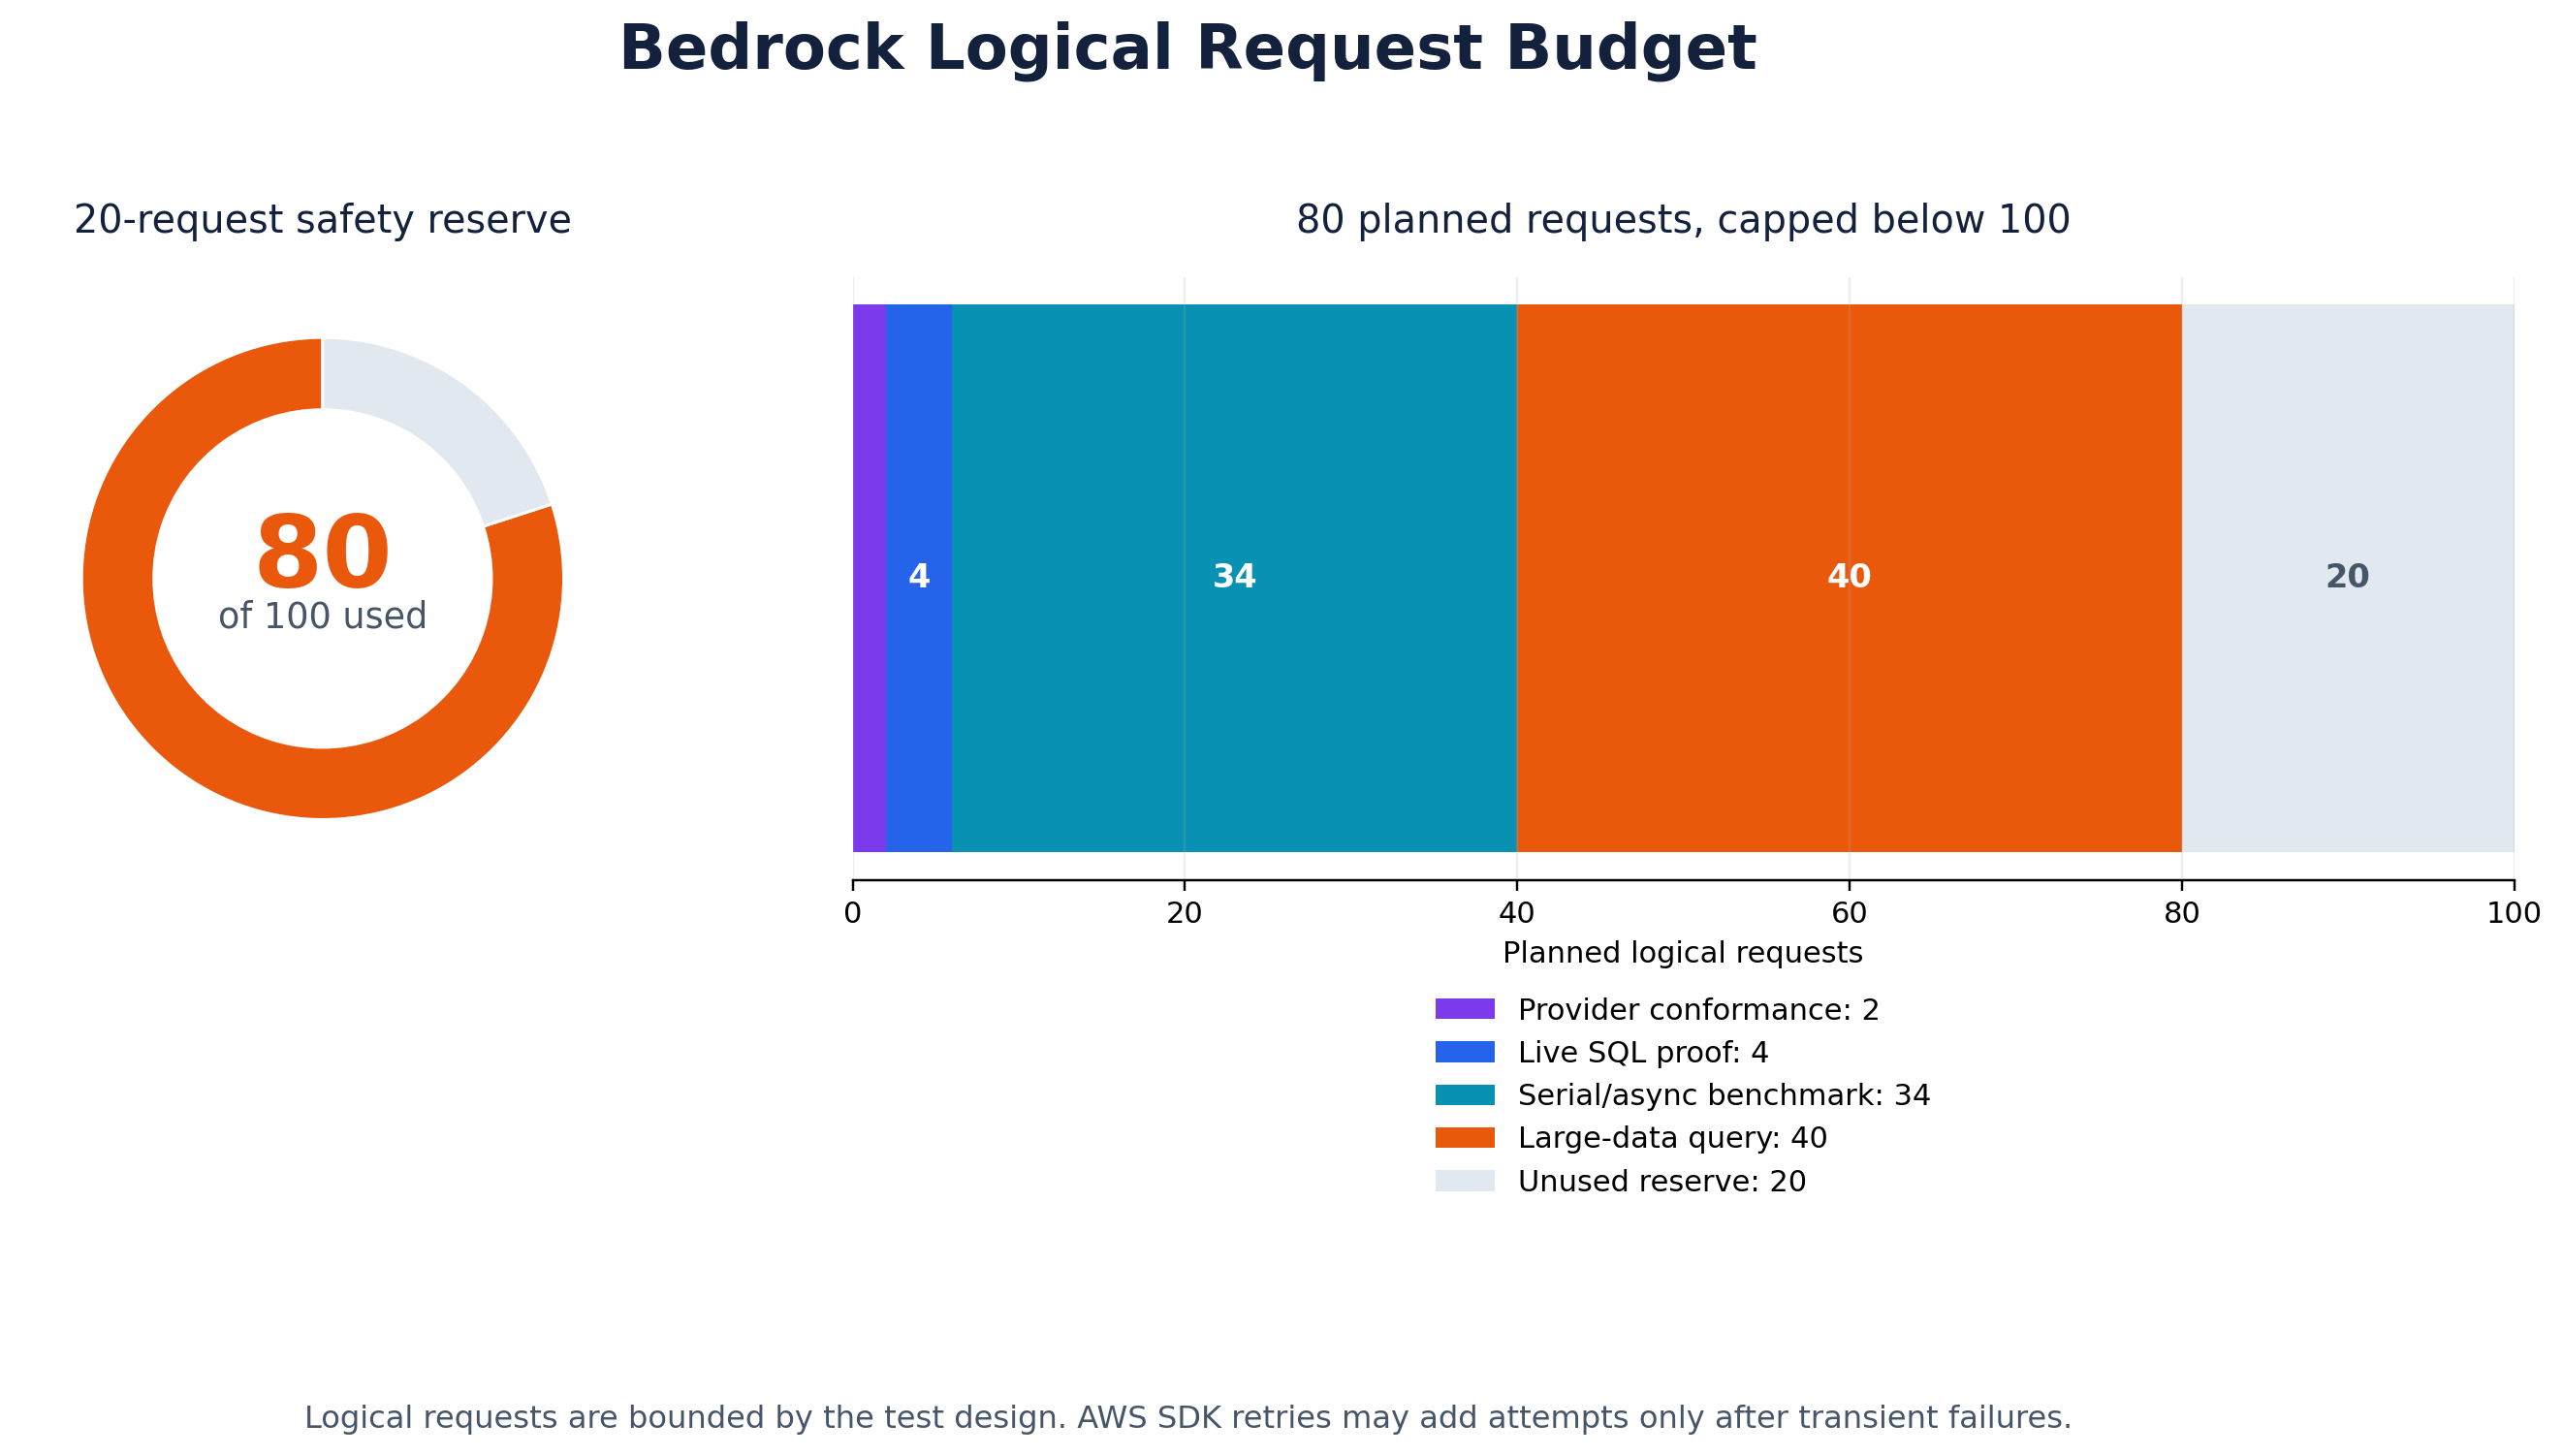 Bedrock Logical Request Budget
20-request safety reserve
80
of 100 used
80 planned requests, capped below 100
4
34
40
20
0
20
40
60
80
100
Planned logical requests
Provider conformance: 2
Live SQL proof: 4
Serial/async benchmark: 34
Large-data query: 40
Unused reserve: 20
Logical requests are bounded by the test design. AWS SDK retries may add attempts only after transient failures.